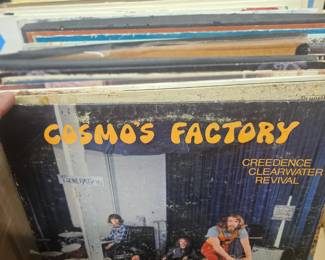 COSMO'S FACTORY
CREEDENCE
CLEARWATER
REVIVAL